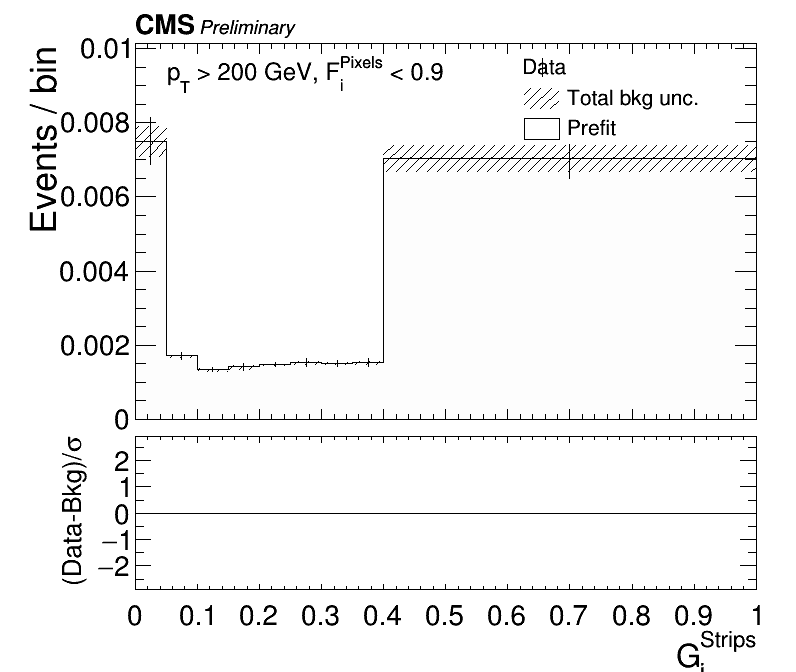 CMS Preliminary
p_T > 200 GeV, F_i^Pixels < 0.9
Data
Total bkg unc.
Prefit
Events / bin
0.01
0.008
0.006
0.004
0.002
0
(Data-Bkg)/σ
2
1
0
−1
−2
0 0.1 0.2 0.3 0.4 0.5 0.6 0.7 0.8 0.9 1
G_i^Strips